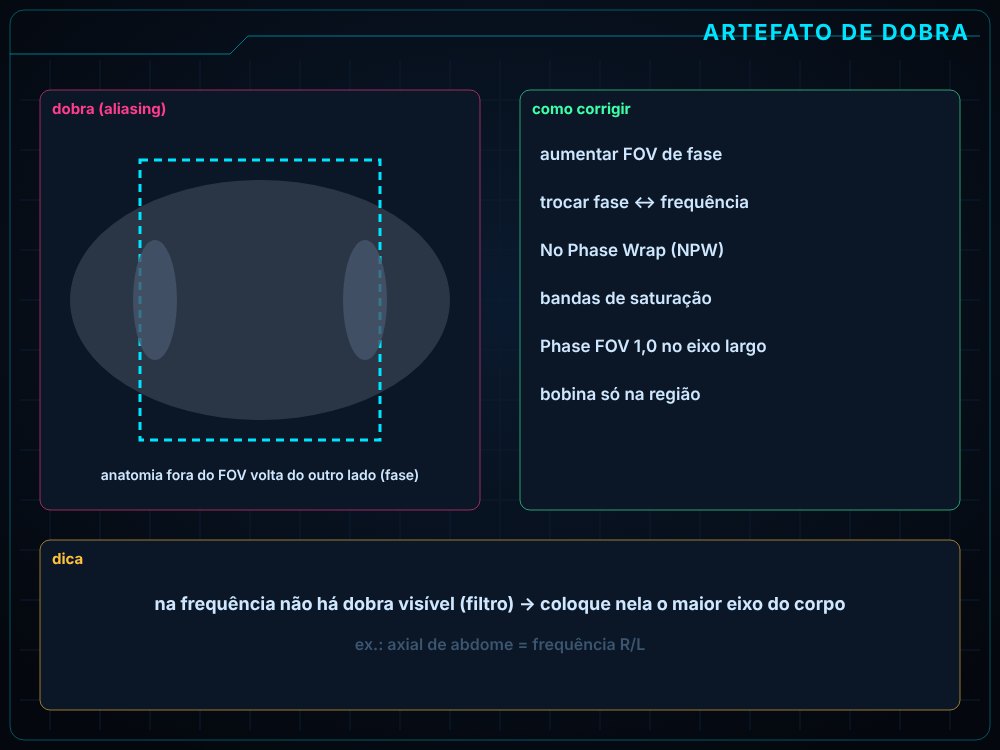 ARTEFATO DE DOBRA
dobra (aliasing)
anatomia fora do FOV volta do outro lado (fase)
como corrigir
aumentar FOV de fase
trocar fase ↔ frequência
No Phase Wrap (NPW)
bandas de saturação
Phase FOV 1,0 no eixo largo
bobina só na região
dica
na frequência não há dobra visível (filtro) → coloque nela o maior eixo do corpo
ex.: axial de abdome = frequência R/L